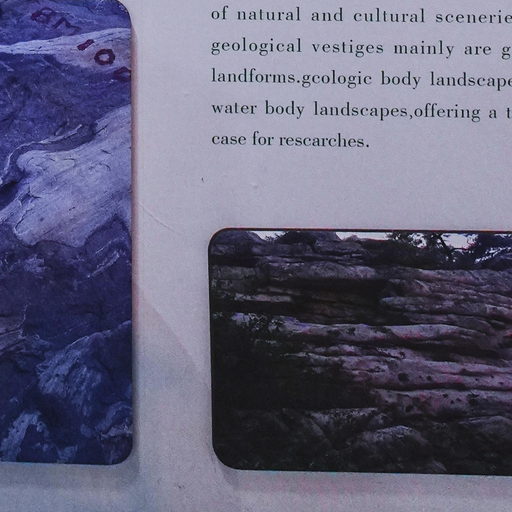 of natural and cultural scenerie
geological vestiges mainly are g
landforms.gcologic body landscape
water body landscapes,offering a t
case for rescarches.